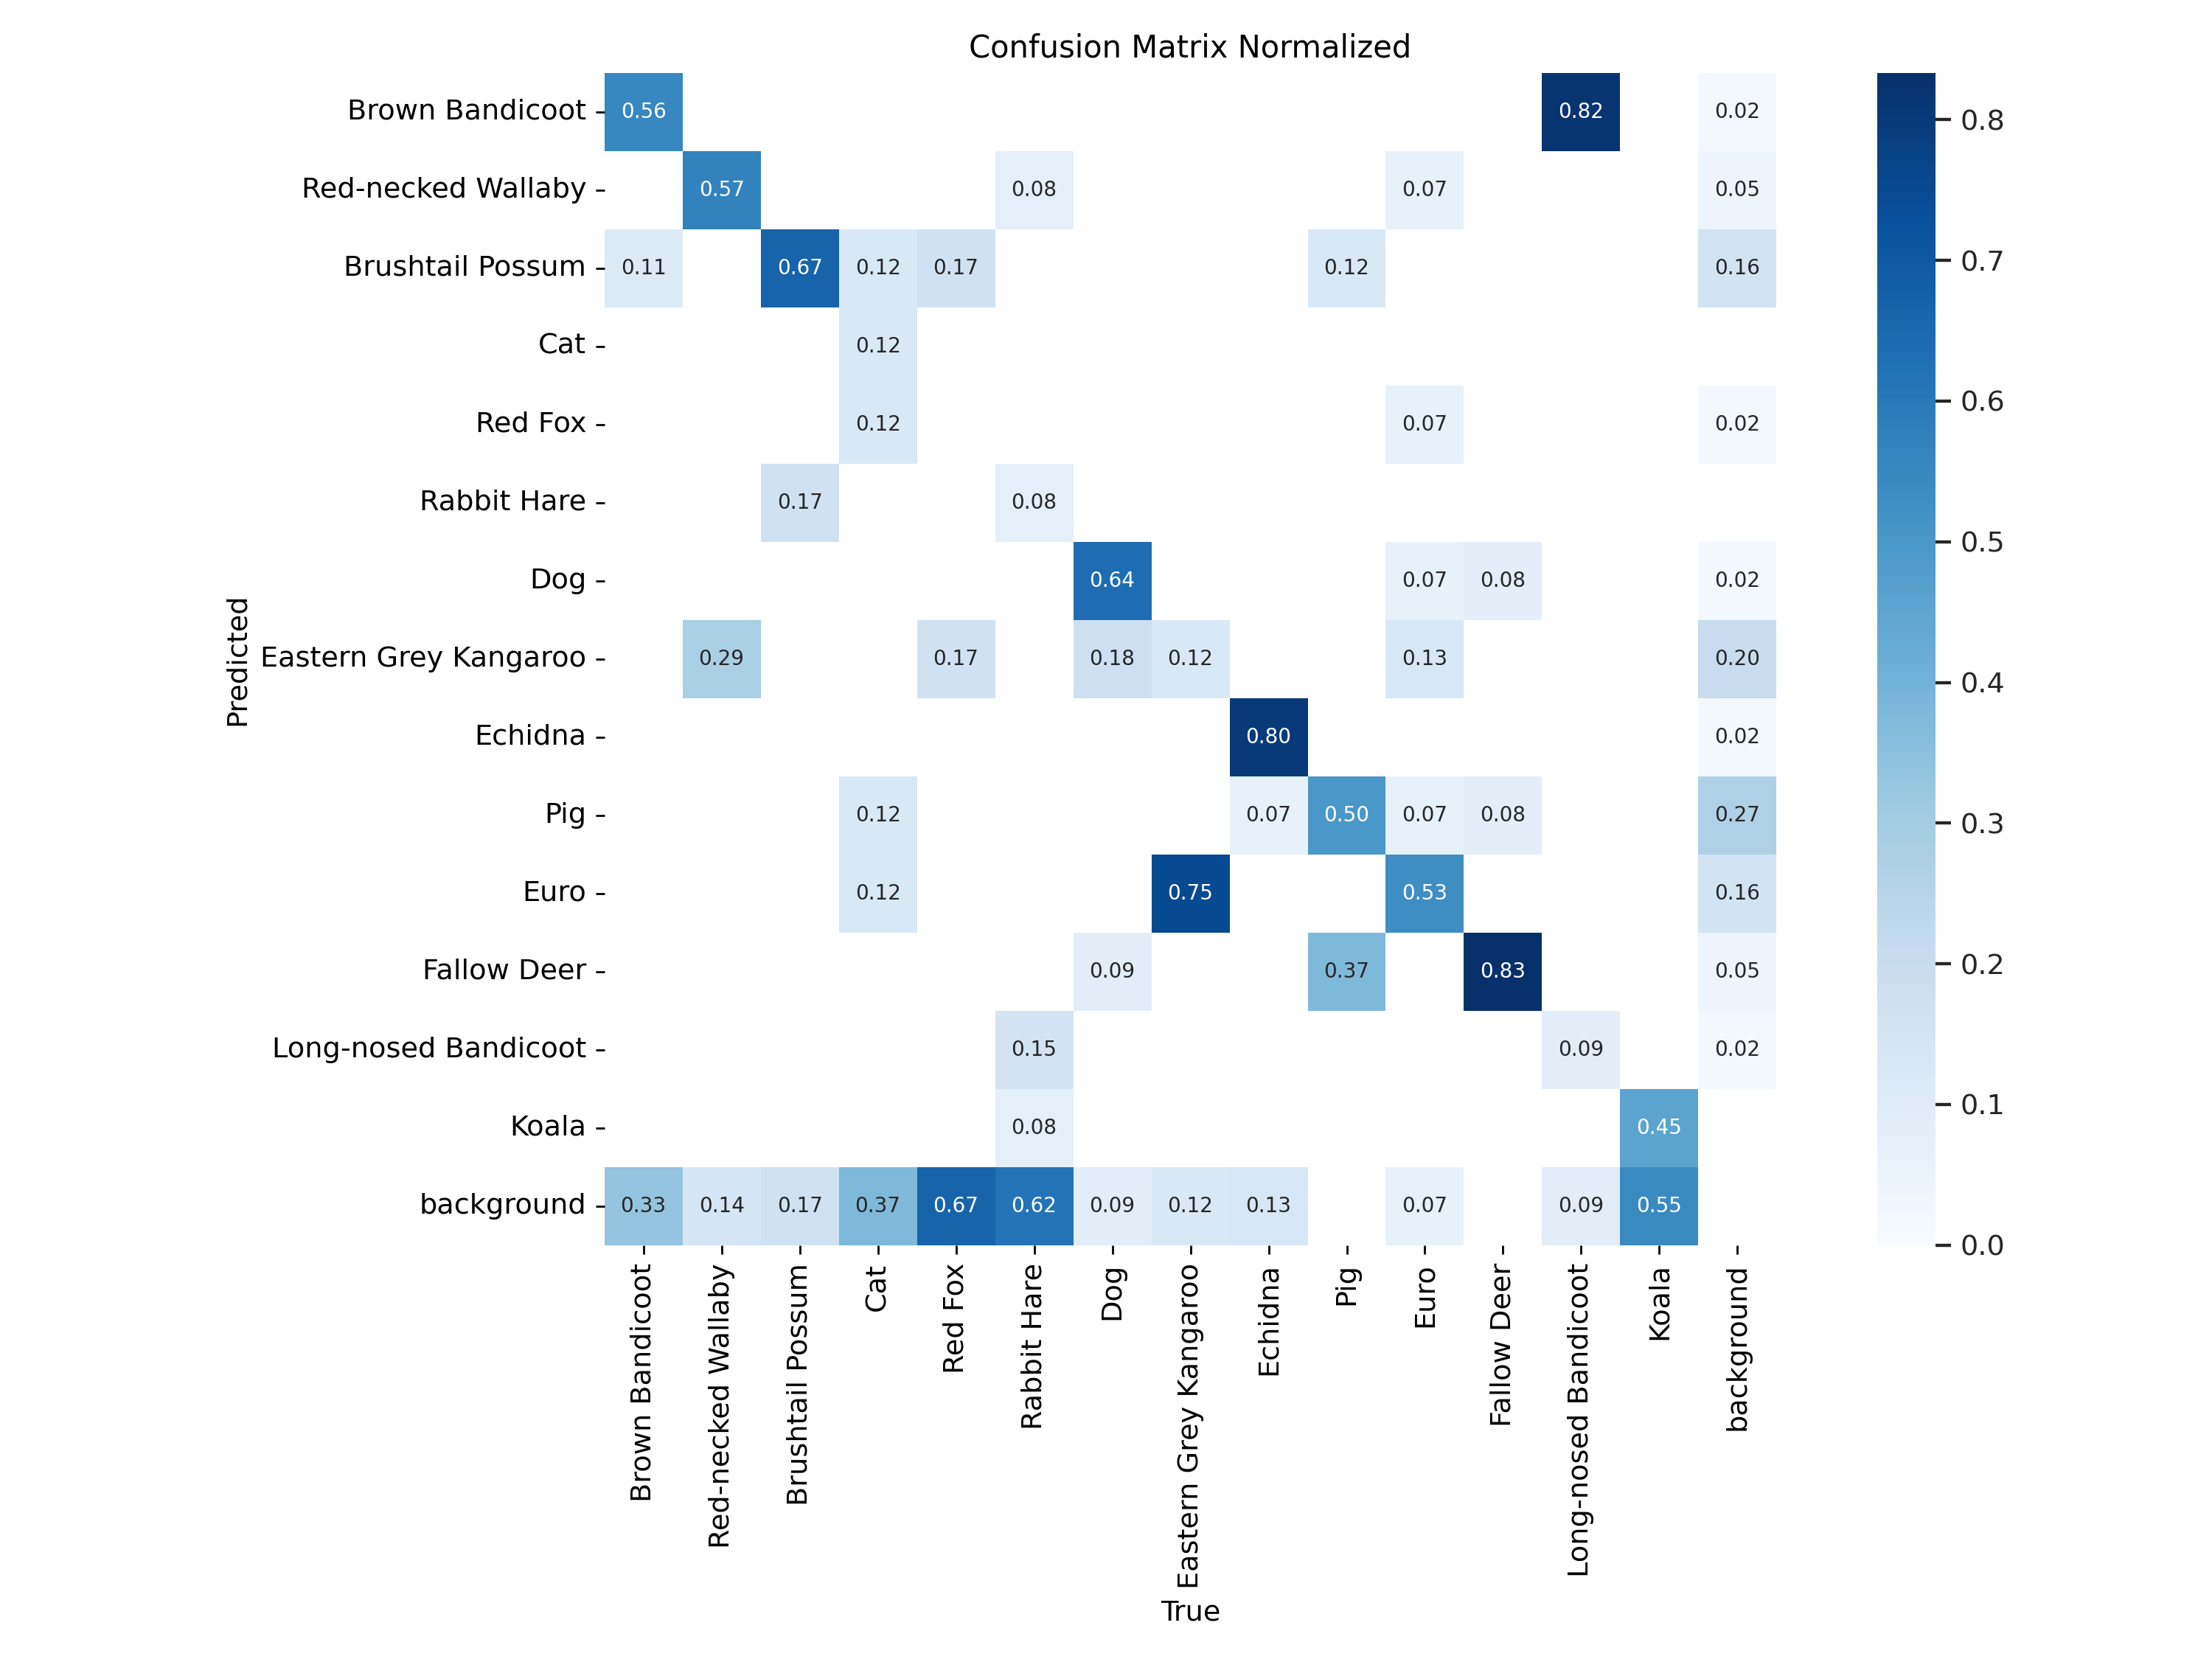 Confusion Matrix Normalized
Brown Bandicoot 0.56 0.82 0.02
Red-necked Wallaby 0.57 0.08 0.07 0.05
Brushtail Possum 0.11 0.67 0.12 0.17 0.12 0.16
Cat 0.12
Red Fox 0.12 0.07 0.02
Rabbit Hare 0.17 0.08
Dog 0.64 0.07 0.08 0.02
Eastern Grey Kangaroo 0.29 0.17 0.18 0.12 0.13 0.20
Echidna 0.80 0.02
Pig 0.12 0.07 0.50 0.07 0.08 0.27
Euro 0.12 0.75 0.53 0.16
Fallow Deer 0.09 0.37 0.83 0.05
Long-nosed Bandicoot 0.15 0.09 0.02
Koala 0.08 0.45
background 0.33 0.14 0.17 0.37 0.67 0.62 0.09 0.12 0.13 0.07 0.09 0.55
Predicted
Brown Bandicoot
Red-necked Wallaby
Brushtail Possum
Cat
Red Fox
Rabbit Hare
Dog
Eastern Grey Kangaroo
Echidna
Pig
Euro
Fallow Deer
Long-nosed Bandicoot
Koala
background
True
0.8
0.7
0.6
0.5
0.4
0.3
0.2
0.1
0.0